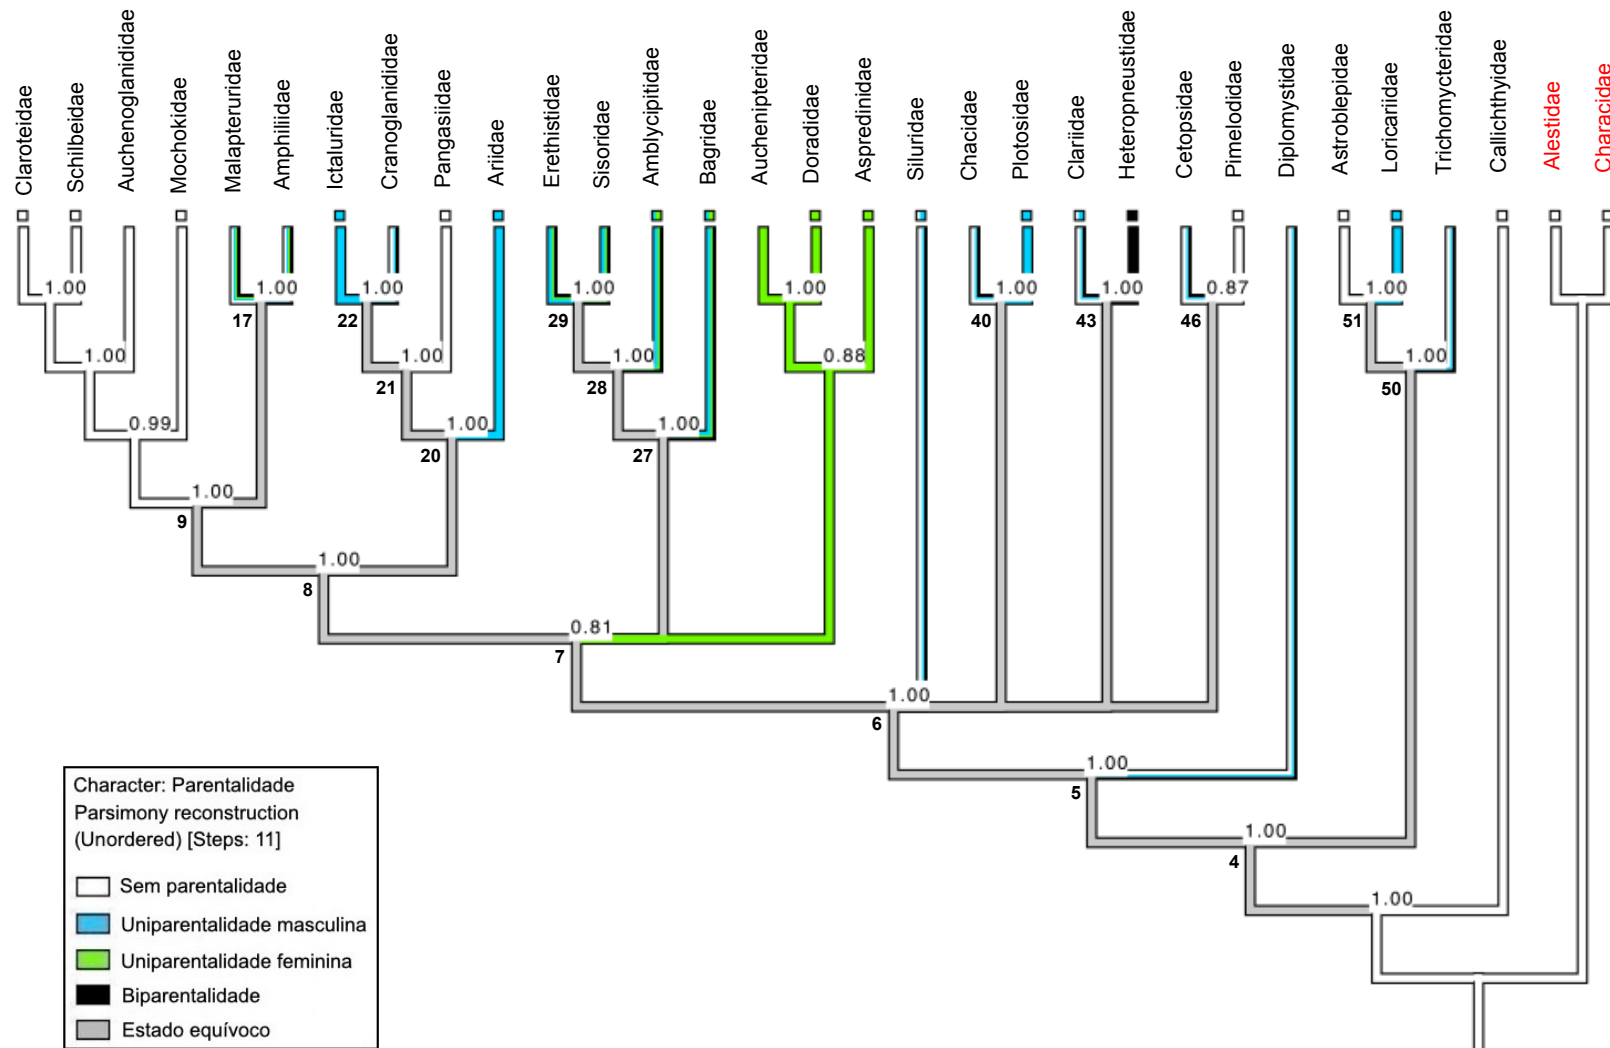 Claroteidae
Schilbeidae
Auchenoglanididae
Mochokidae
Malapteruridae
Amphiliidae
Ictaluridae
Cranoglanididae
Pangasiidae
Ariidae
Erethistidae
Sisoridae
Amblycipitidae
Bagridae
Auchenipteridae
Doradidae
Aspredinidae
Siluridae
Chacidae
Plotosidae
Clariidae
Heteropneustidae
Cetopsidae
Pimelodidae
Diplomystidae
Astroblepidae
Loricariidae
Trichomycteridae
Callichthyidae
Alestidae
Characidae
1.00 1.00 1.00 1.00 1.00 1.00 1.00 0.87 1.00
17 22 29 40 43 46 51
1.00 1.00 1.00 0.88 1.00
21 28 50
0.99 1.00 1.00
20 27
1.00
9
1.00
8
0.81
7
1.00
6
1.00
5
1.00
4
1.00
Character: Parentalidade
Parsimony reconstruction
(Unordered) [Steps: 11]
Sem parentalidade
Uniparentalidade masculina
Uniparentalidade feminina
Biparentalidade
Estado equívoco